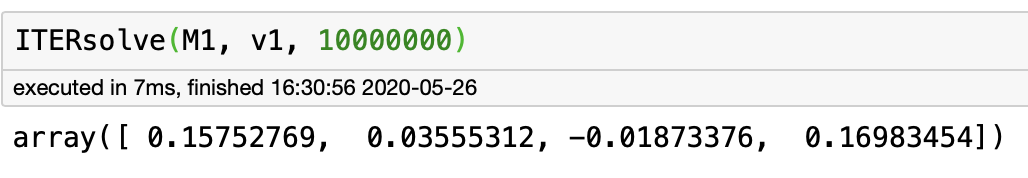 ITERsolve(M1, v1, 10000000)
executed in 7ms, finished 16:30:56 2020-05-26
array([ 0.15752769,  0.03555312, -0.01873376,  0.16983454])